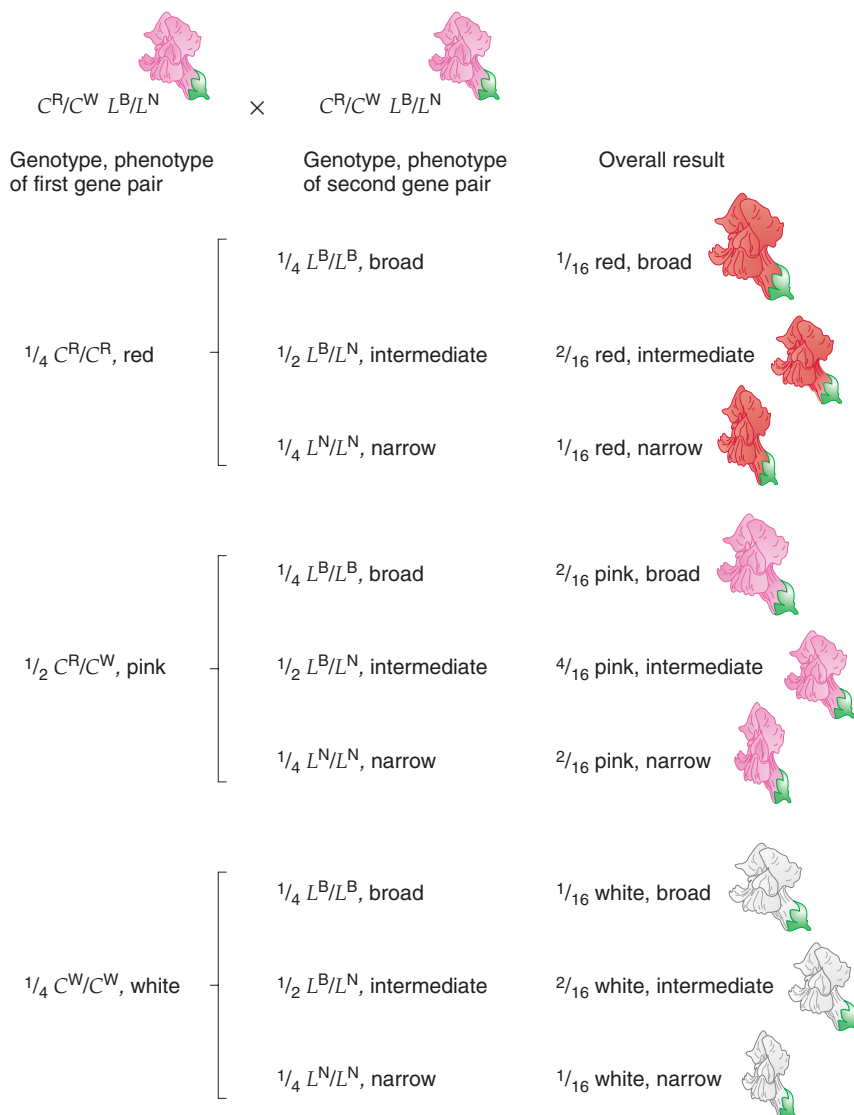 C^R/C^W L^B/L^N × C^R/C^W L^B/L^N
Genotype, phenotype of first gene pair
Genotype, phenotype of second gene pair
Overall result
1/4 C^R/C^R, red
1/4 L^B/L^B, broad
1/16 red, broad
1/2 L^B/L^N, intermediate
2/16 red, intermediate
1/4 L^N/L^N, narrow
1/16 red, narrow
1/2 C^R/C^W, pink
1/4 L^B/L^B, broad
2/16 pink, broad
1/2 L^B/L^N, intermediate
4/16 pink, intermediate
1/4 L^N/L^N, narrow
2/16 pink, narrow
1/4 C^W/C^W, white
1/4 L^B/L^B, broad
1/16 white, broad
1/2 L^B/L^N, intermediate
2/16 white, intermediate
1/4 L^N/L^N, narrow
1/16 white, narrow